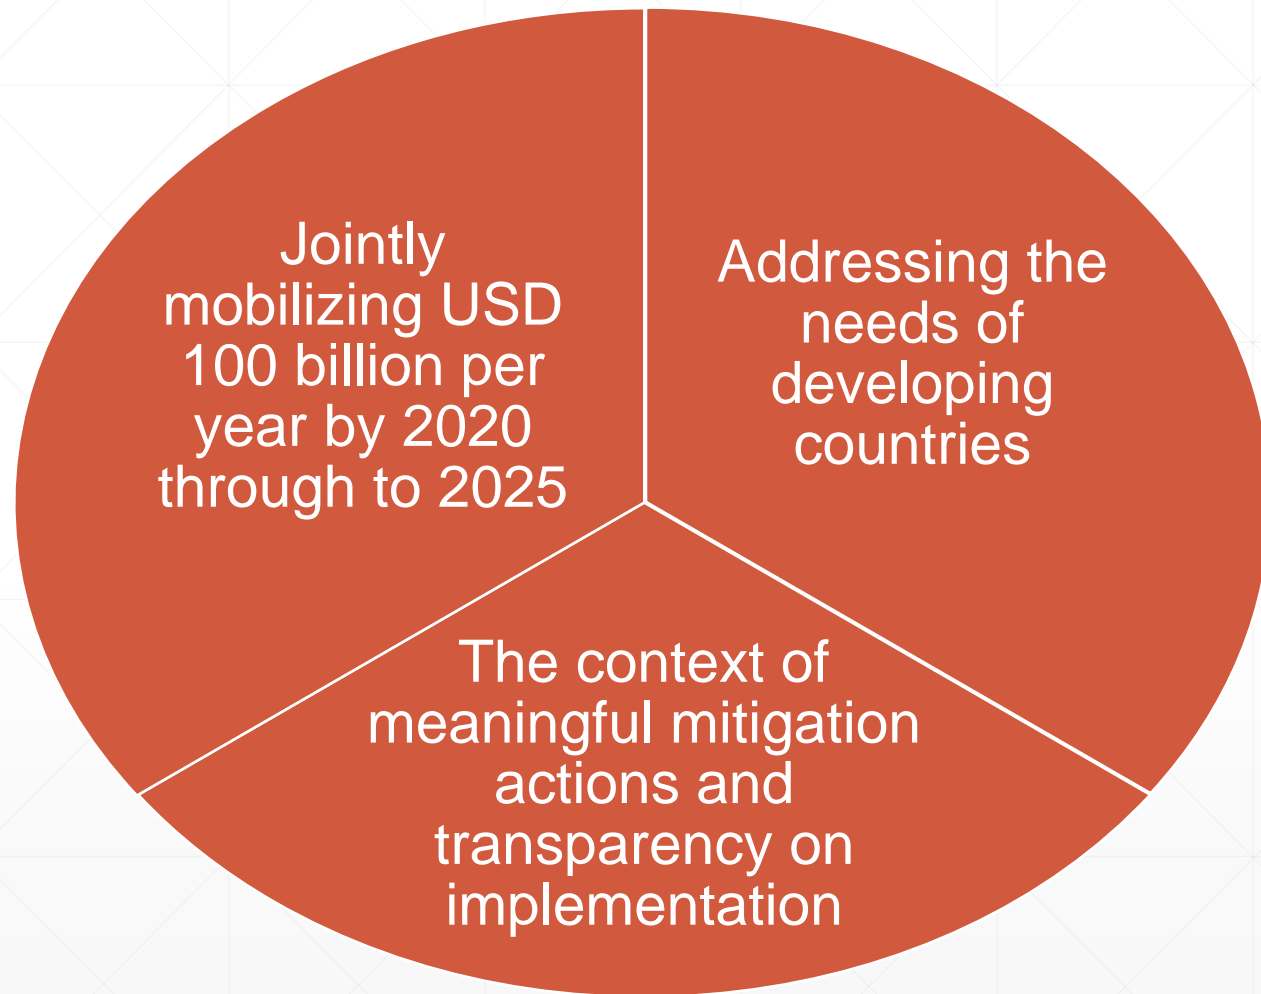 Jointly
mobilizing USD
100 billion per
year by 2020
through to 2025
Addressing the
needs of
developing
countries
The context of
meaningful mitigation
actions and
transparency on
implementation